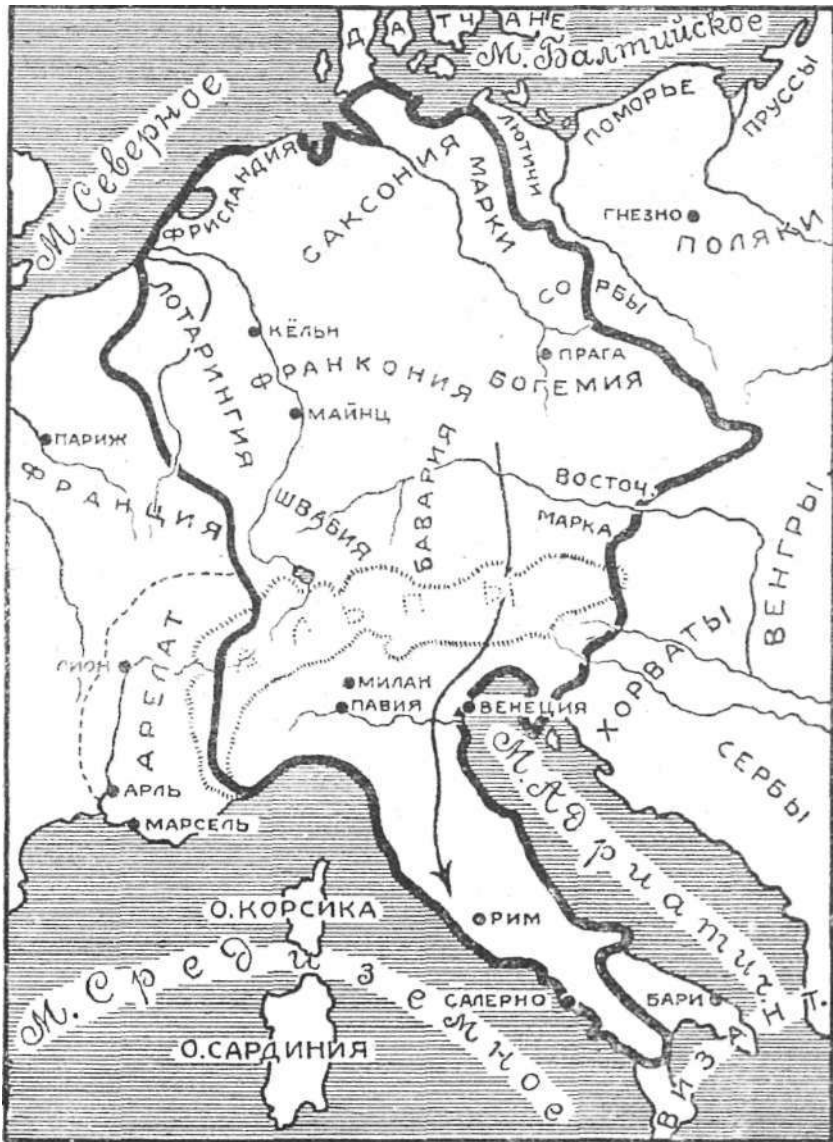 ДАТЧАНЕ
М. Балтийское
М. Северное
ПОМОРЬЕ
ПРУССЫ
ЛЮТИЧИ
ФРИСЛАНДИЯ
САКСОНИЯ
МАРКИ
ГНЕЗНО
ПОЛЯКИ
СОРБЫ
ЛОТАРИНГИЯ
КЁЛЬН
ПРАГА
ФРАНКОНИЯ
БОГЕМИЯ
МАЙНЦ
ПАРИЖ
ФРАНЦИЯ
ШВАБИЯ
БАВАРИЯ
ВОСТОЧ.
МАРКА
ВЕНГРЫ
АЛЬПЫ
ЛИОН
АРЕЛАТ
МИЛАН
ПАВИЯ
ВЕНЕЦИЯ
ХОРВАТЫ
СЕРБЫ
АРЛЬ
МАРСЕЛЬ
М. Адриатич.
О. КОРСИКА
РИМ
М. Средиземное
САЛЕРНО
БАРИ
О. САРДИНИЯ
ВИЗАНТ.